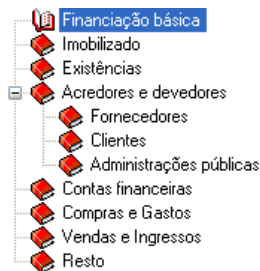 Financiação básica
Imobilizado
Existências
Acredores e devedores
Fornecedores
Clientes
Administrações públicas
Contas financeiras
Compras e Gastos
Vendas e Ingressos
Resto